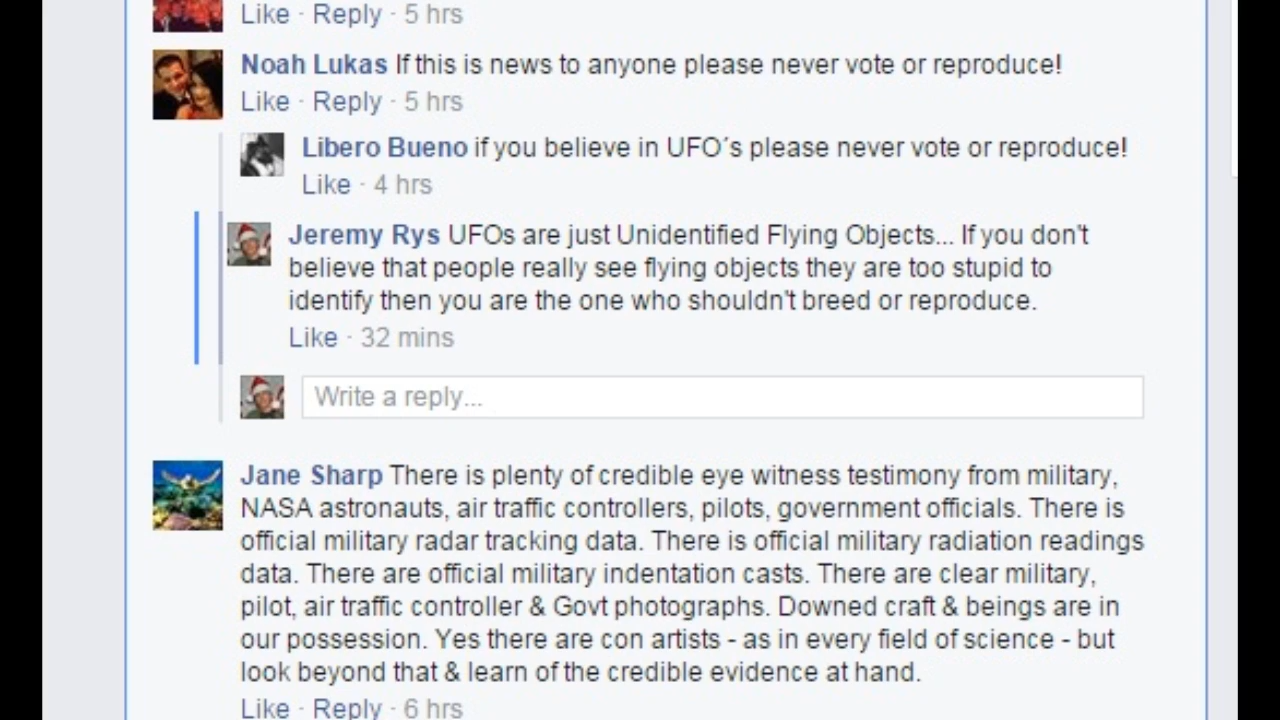 Like · Reply · 5 hrs
Noah Lukas If this is news to anyone please never vote or reproduce!
Like · Reply · 5 hrs
Libero Bueno if you believe in UFO´s please never vote or reproduce!
Like · 4 hrs
Jeremy Rys UFOs are just Unidentified Flying Objects... If you don't
believe that people really see flying objects they are too stupid to
identify then you are the one who shouldn't breed or reproduce.
Like · 32 mins
Write a reply...
Jane Sharp There is plenty of credible eye witness testimony from military,
NASA astronauts, air traffic controllers, pilots, government officials. There is
official military radar tracking data. There is official military radiation readings
data. There are official military indentation casts. There are clear military,
pilot, air traffic controller & Govt photographs. Downed craft & beings are in
our possession. Yes there are con artists - as in every field of science - but
look beyond that & learn of the credible evidence at hand.
Like · Reply · 6 hrs